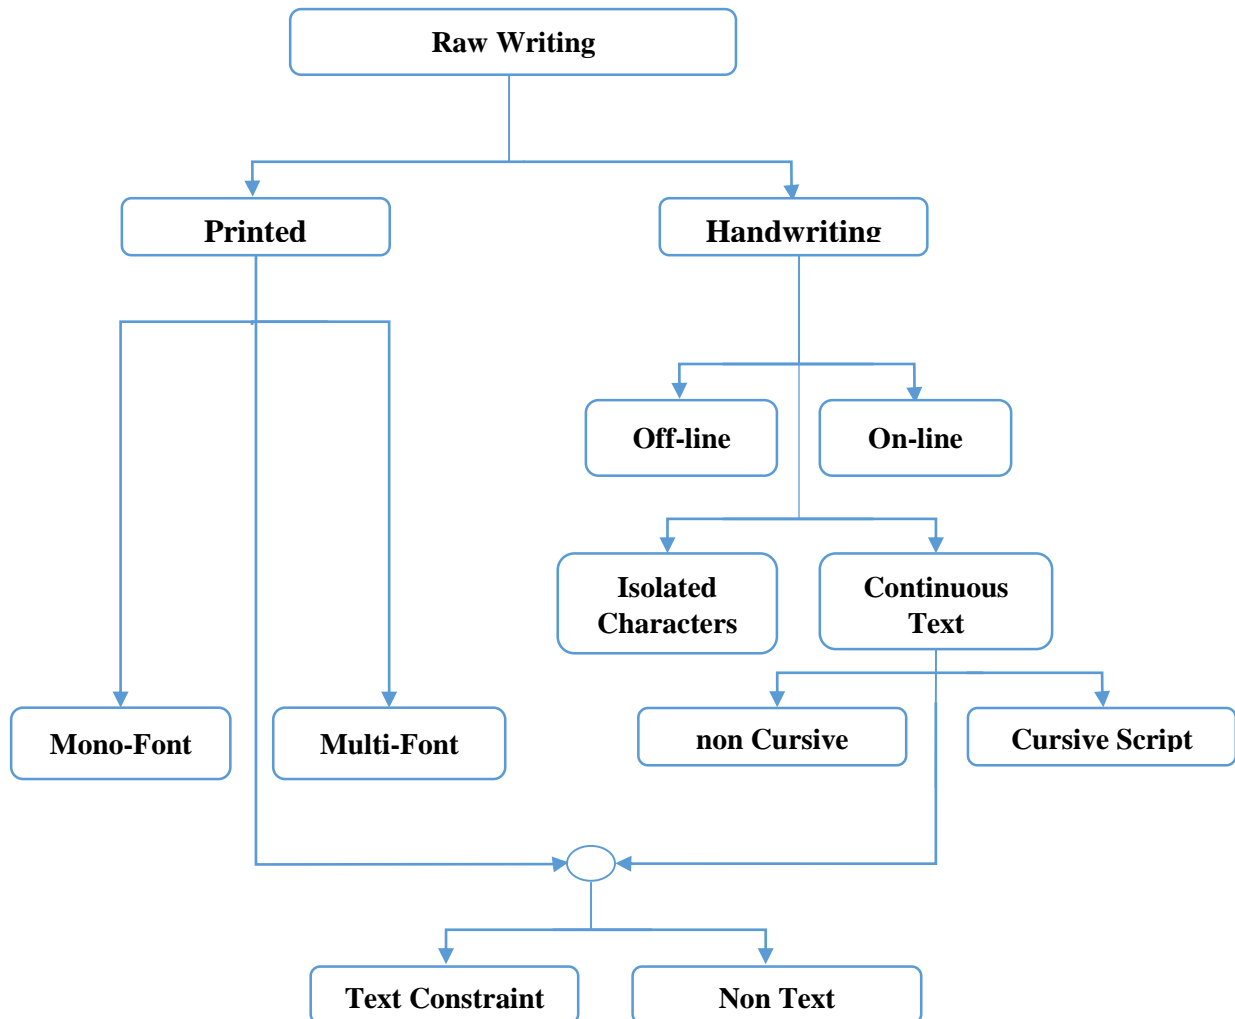 Raw Writing
Printed
Handwriting
Off-line
On-line
Isolated
Characters
Continuous
Text
Mono-Font
Multi-Font
non Cursive
Cursive Script
Text Constraint
Non Text